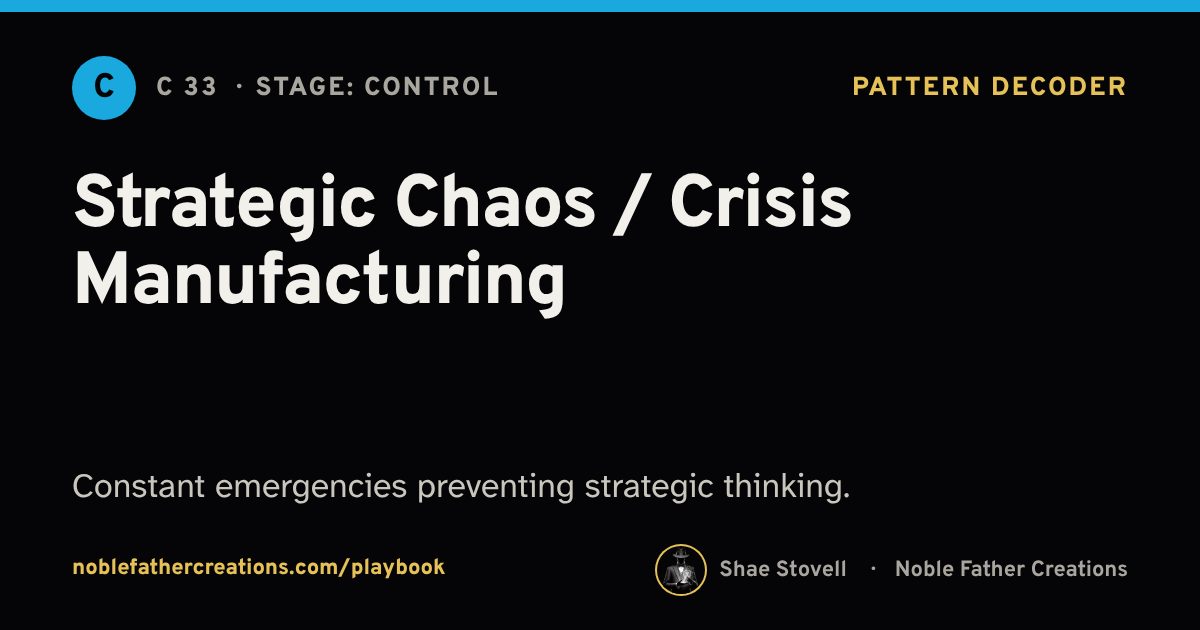 C
C 33 · STAGE: CONTROL
PATTERN DECODER
Strategic Chaos / Crisis
Manufacturing
Constant emergencies preventing strategic thinking.
noblefathercreations.com/playbook
Shae Stovell · Noble Father Creations